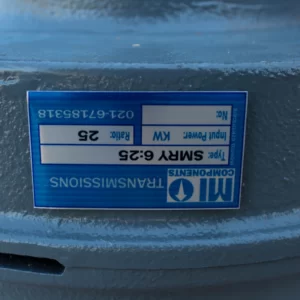 MI TRANSMISSIONS
COMPONENTS
Type: SMRY 6:25
Input Power: KW Ratio: 25
No: 021-67185318